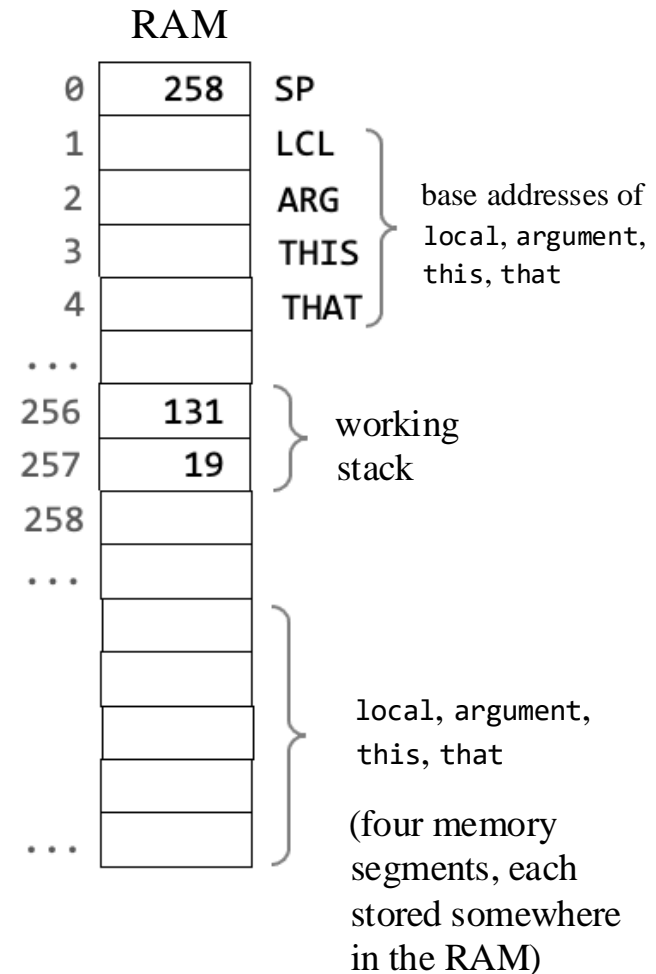 RAM
0 258 SP
1 LCL
2 ARG
3 THIS
4 THAT
base addresses of
local, argument,
this, that
...
256 131
257 19
working
stack
258
...
local, argument,
this, that
(four memory
segments, each
stored somewhere
in the RAM)
...